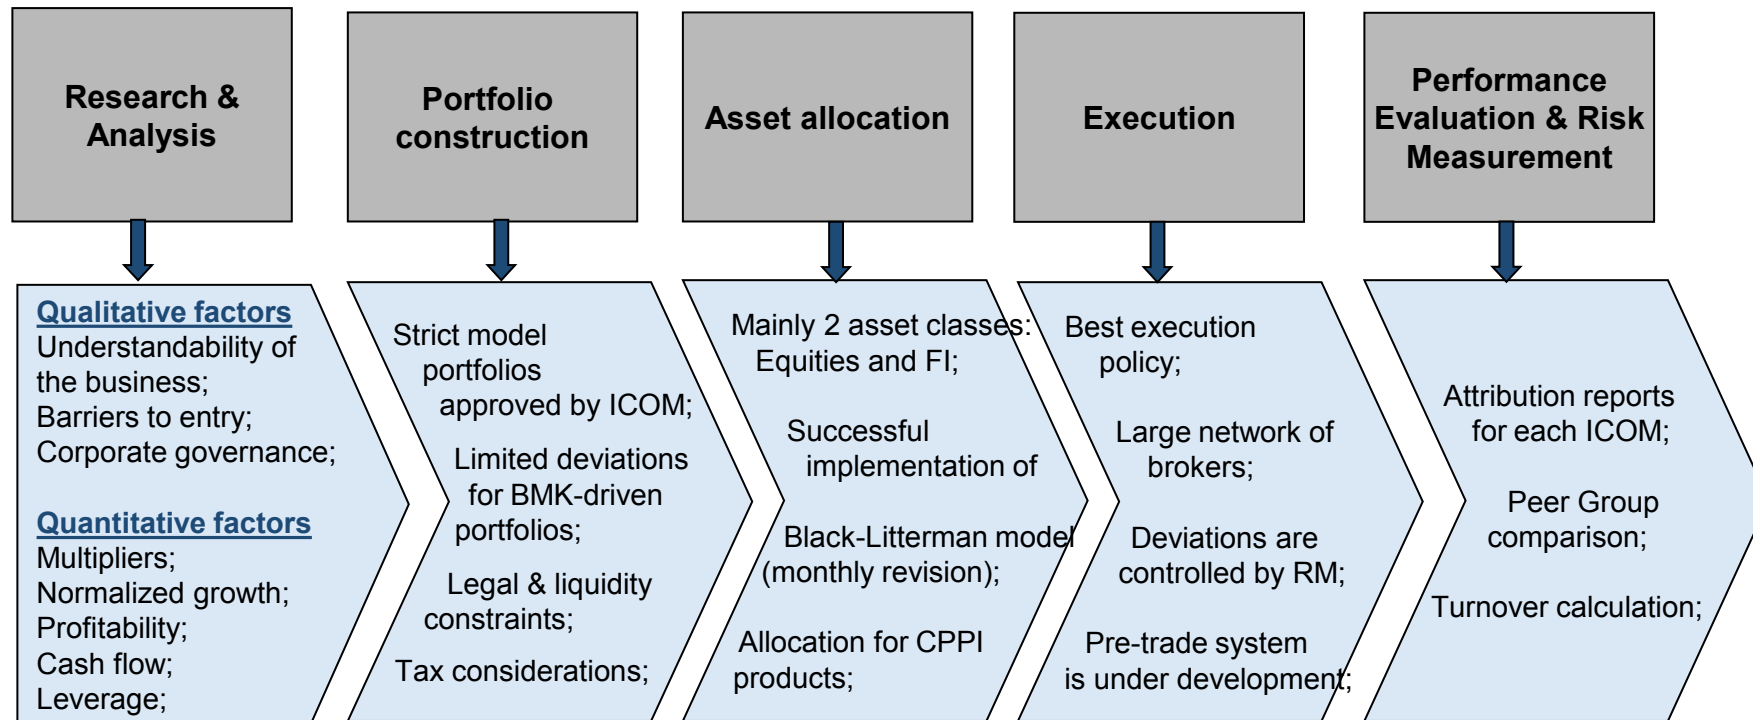 Research &
Analysis
Portfolio
construction
Asset allocation
Execution
Performance
Evaluation & Risk
Measurement
Qualitative factors
Understandability of
the business;
Barriers to entry;
Corporate governance;
Quantitative factors
Multipliers;
Normalized growth;
Profitability;
Cash flow;
Leverage;
Strict model
portfolios
approved by ICOM;
Limited deviations
for BMK-driven
portfolios;
Legal & liquidity
constraints;
Tax considerations;
Mainly 2 asset classes:
Equities and FI;
Successful
implementation of
Black-Litterman model
(monthly revision);
Allocation for CPPI
products;
Best execution
policy;
Large network of
brokers;
Deviations are
controlled by RM;
Pre-trade system
is under development;
Attribution reports
for each ICOM;
Peer Group
comparison;
Turnover calculation;